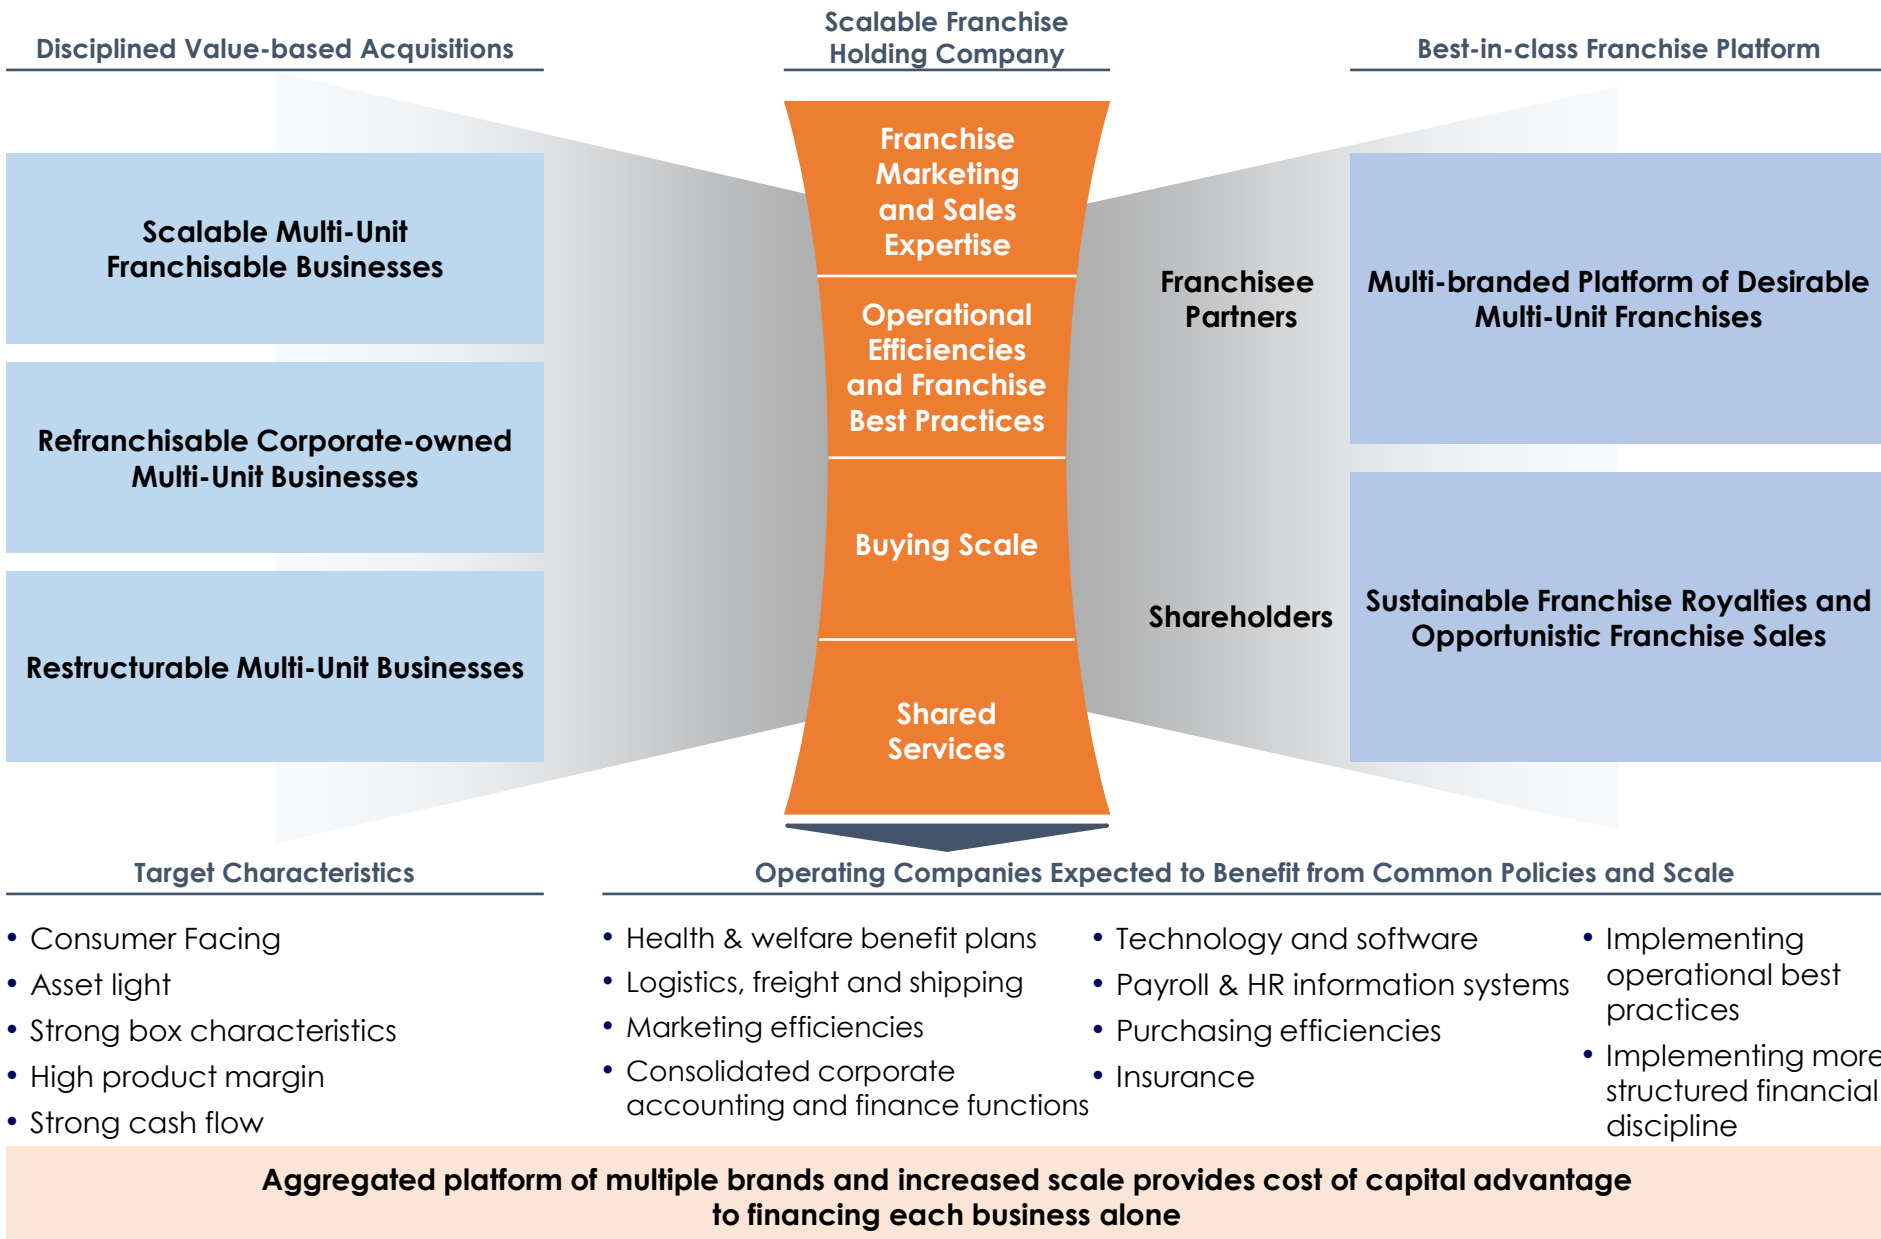 Disciplined Value-based Acquisitions
Scalable Franchise
Holding Company
Best-in-class Franchise Platform
Scalable Multi-Unit
Franchisable Businesses
Refranchisable Corporate-owned
Multi-Unit Businesses
Restructurable Multi-Unit Businesses
Franchise
Marketing
and Sales
Expertise
Operational
Efficiencies
and Franchise
Best Practices
Buying Scale
Shared
Services
Franchisee
Partners
Shareholders
Multi-branded Platform of Desirable
Multi-Unit Franchises
Sustainable Franchise Royalties and
Opportunistic Franchise Sales
Target Characteristics
• Consumer Facing
• Asset light
• Strong box characteristics
• High product margin
• Strong cash flow
Operating Companies Expected to Benefit from Common Policies and Scale
• Health & welfare benefit plans
• Logistics, freight and shipping
• Marketing efficiencies
• Consolidated corporate
accounting and finance functions
• Technology and software
• Payroll & HR information systems
• Purchasing efficiencies
• Insurance
• Implementing
operational best
practices
• Implementing more
structured financial
discipline
Aggregated platform of multiple brands and increased scale provides cost of capital advantage
to financing each business alone